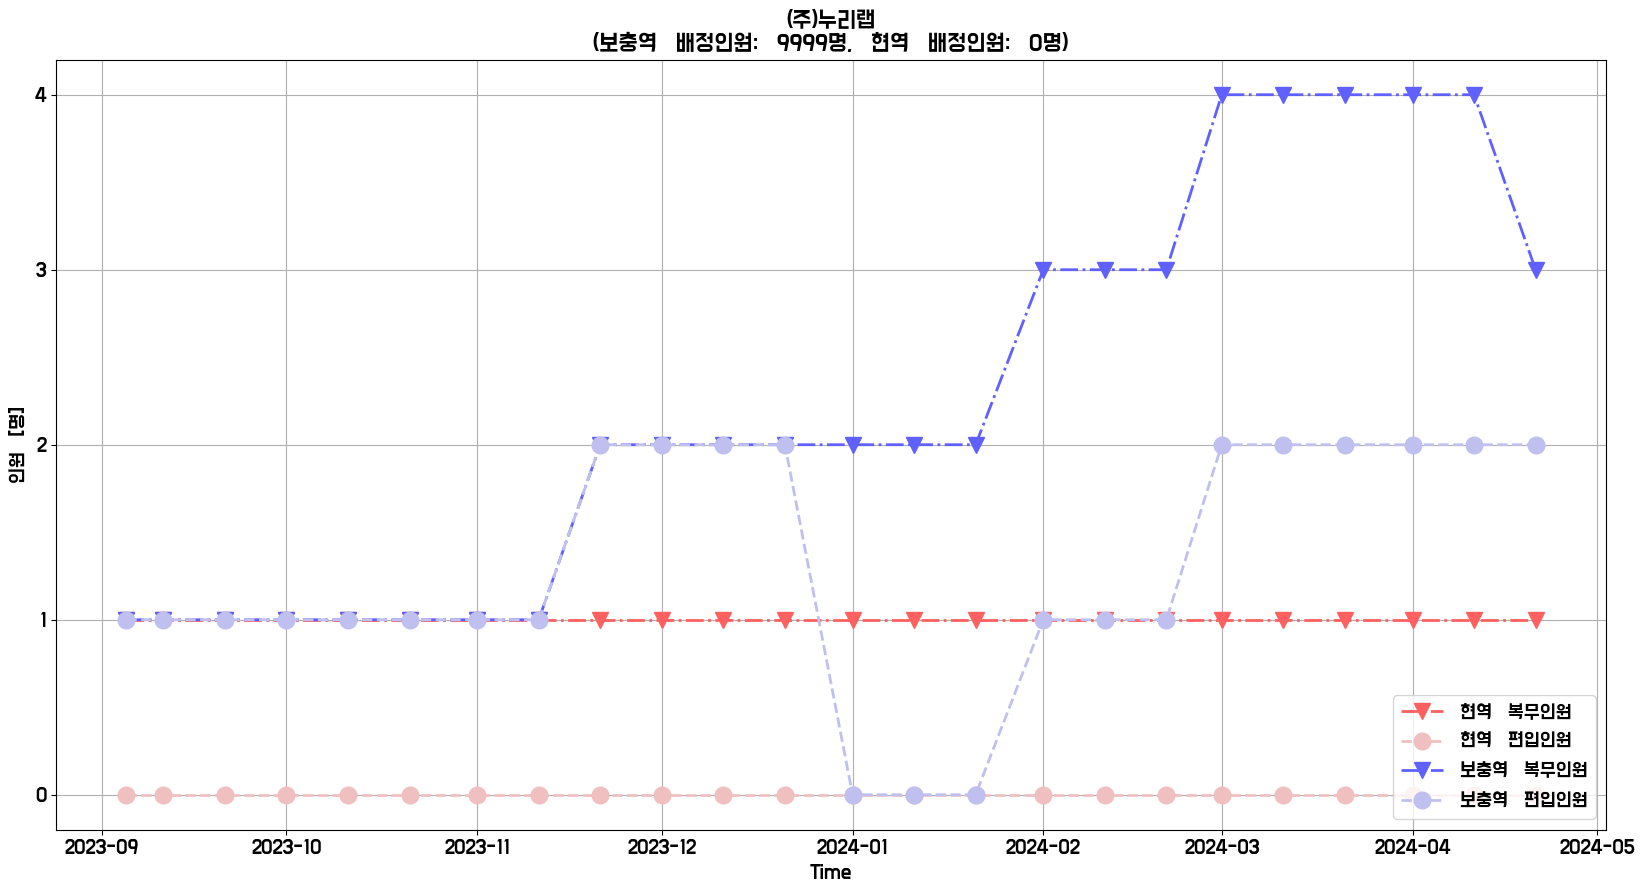 (주)누리랩
(보충역 배정인원: 9999명, 현역 배정인원: 0명)
4
3
2
1
0
인원 [명]
2023-09 2023-10 2023-11 2023-12 2024-01 2024-02 2024-03 2024-04 2024-05
Time
현역 복무인원
현역 편입인원
보충역 복무인원
보충역 편입인원